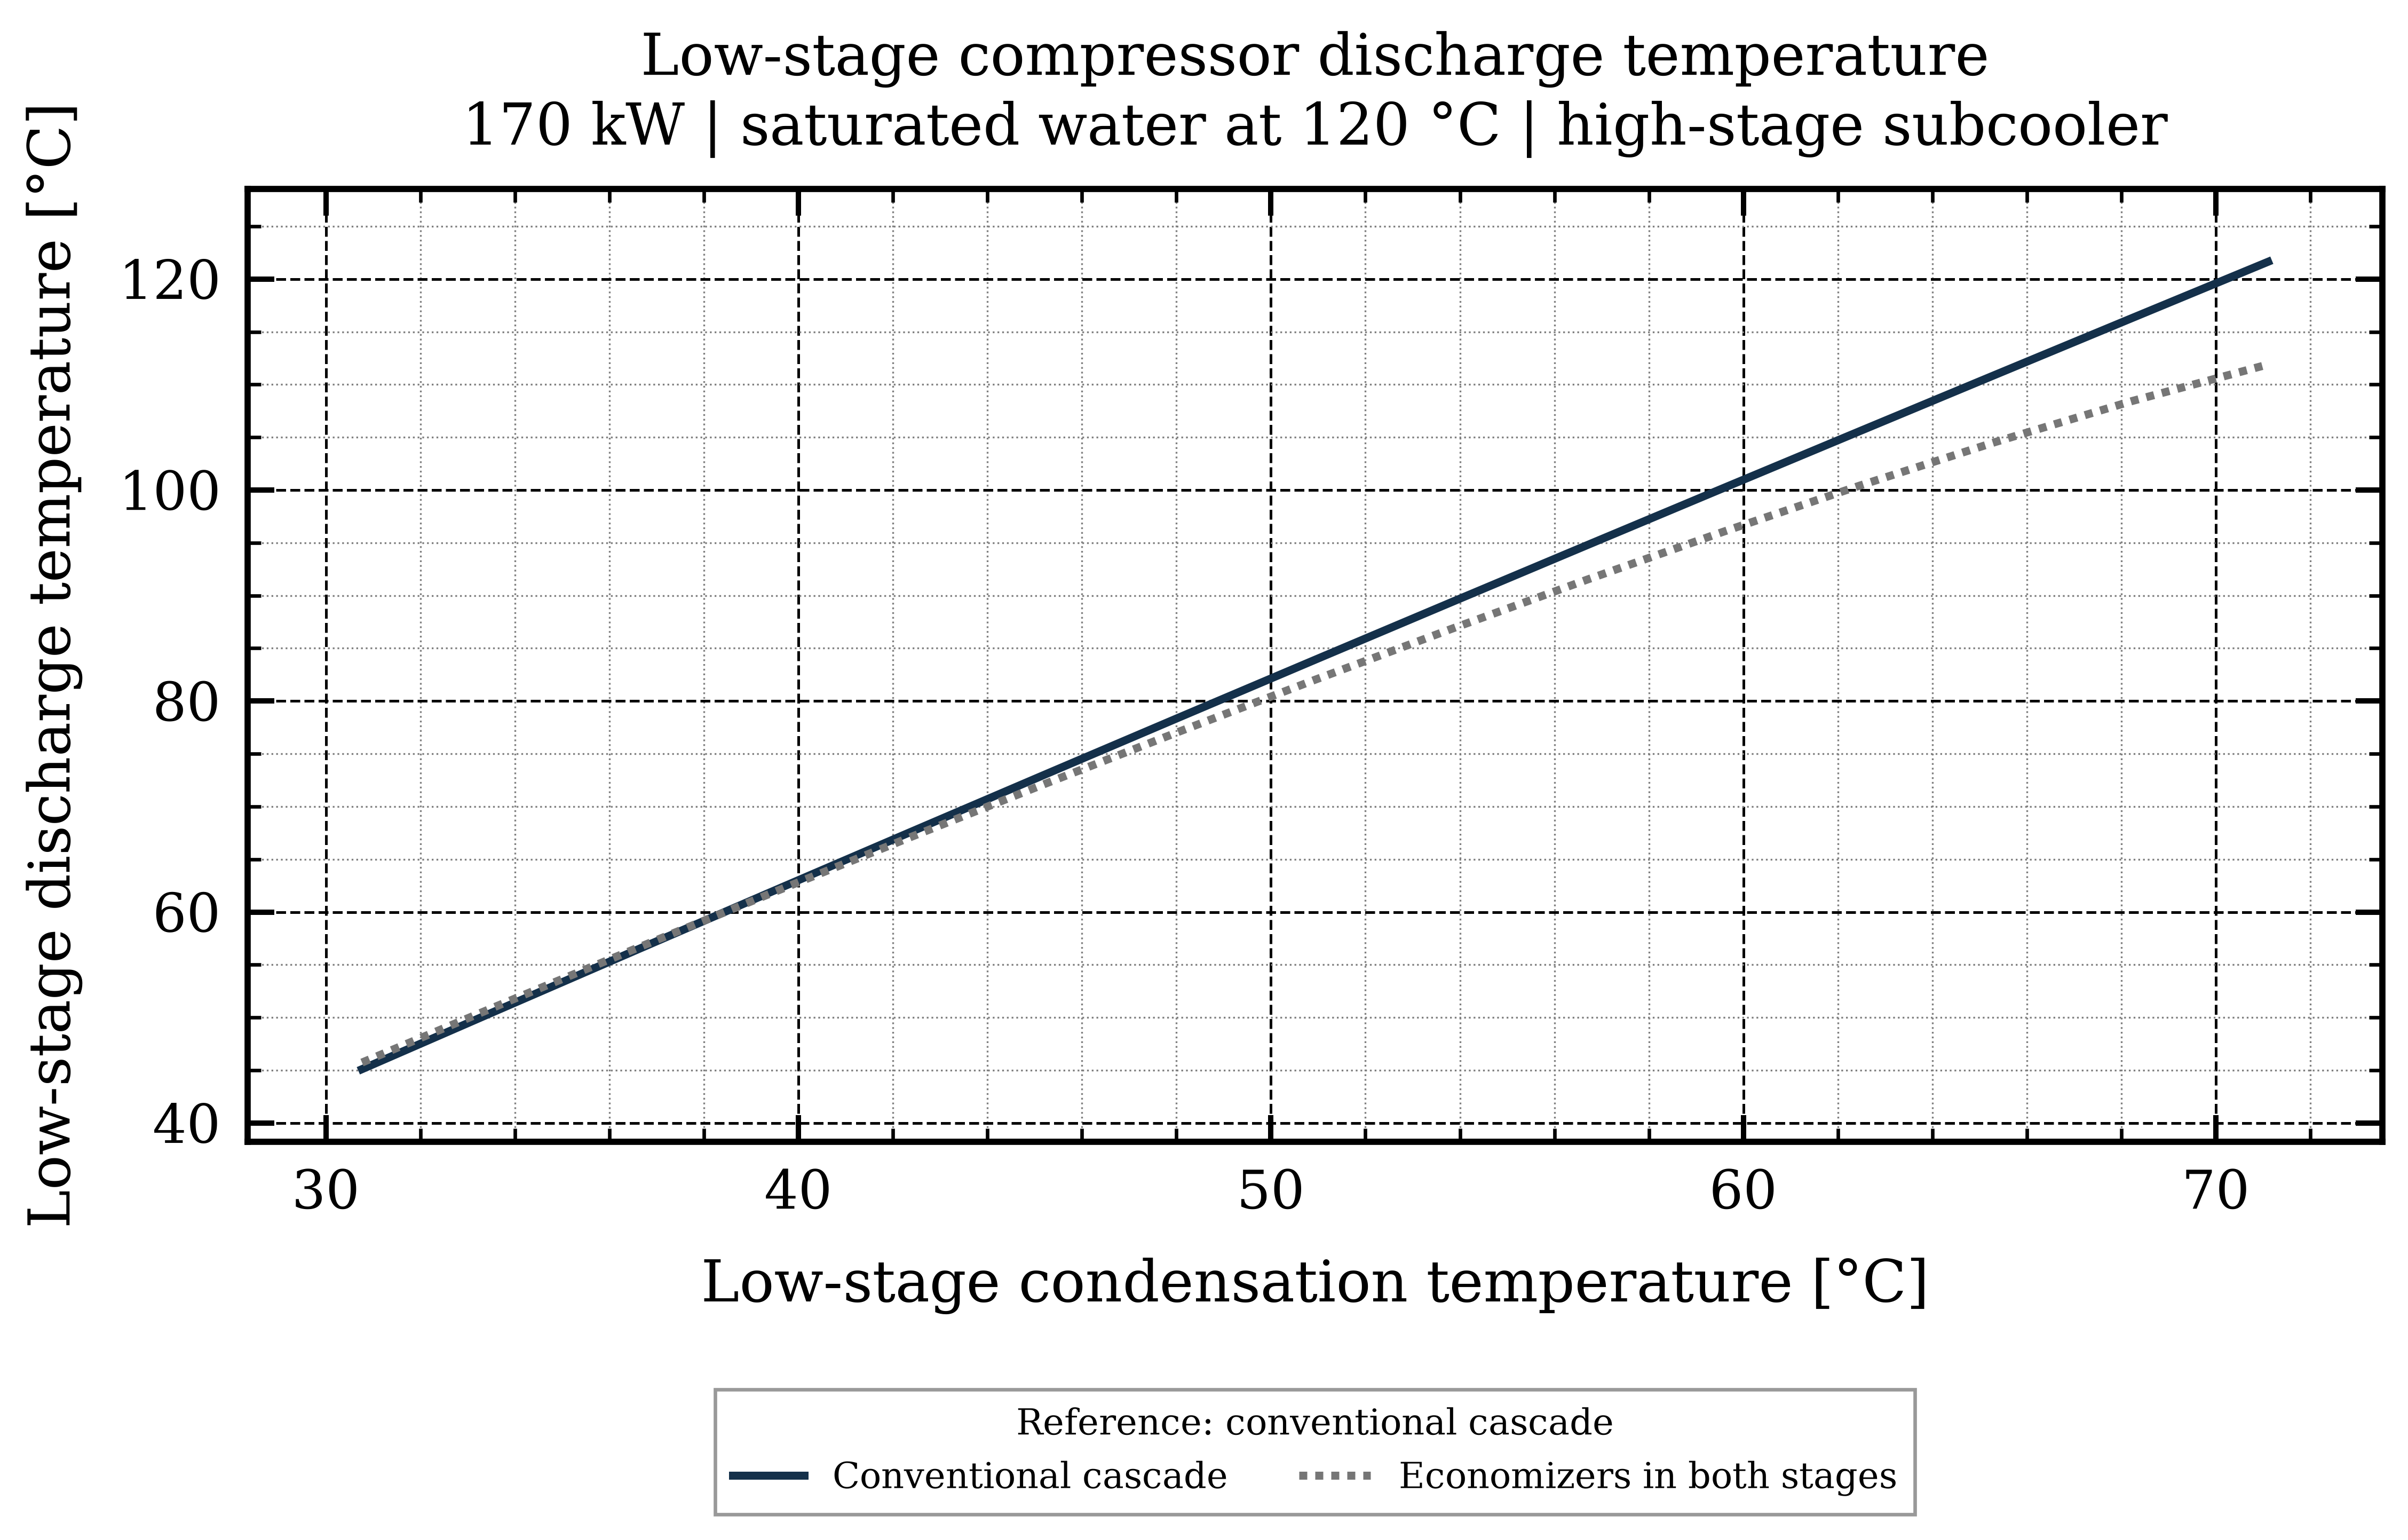 Low-stage compressor discharge temperature
170 kW | saturated water at 120 °C | high-stage subcooler
Low-stage discharge temperature [°C]
120
100
80
60
40
30 40 50 60 70
Low-stage condensation temperature [°C]
Reference: conventional cascade
Conventional cascade Economizers in both stages